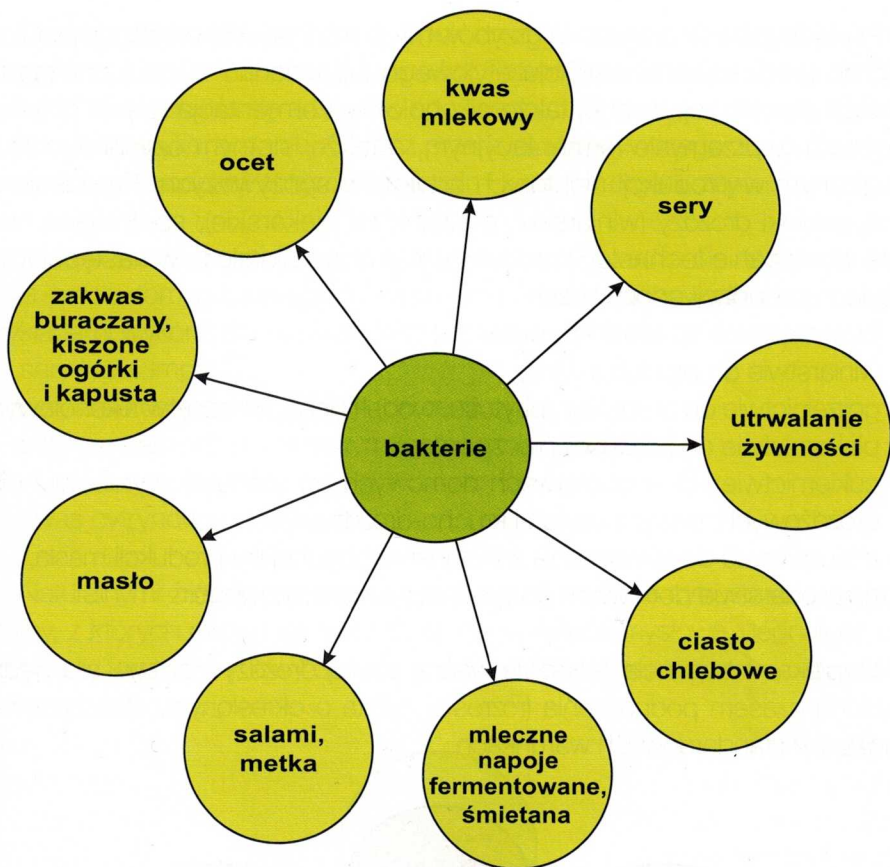 kwas
mlekowy
ocet
sery
zakwas
buraczany,
kiszone
ogórki
i kapusta
bakterie
utrwalanie
żywności
masło
ciasto
chlebowe
salami,
metka
mleczne
napoje
fermentowane,
śmietana